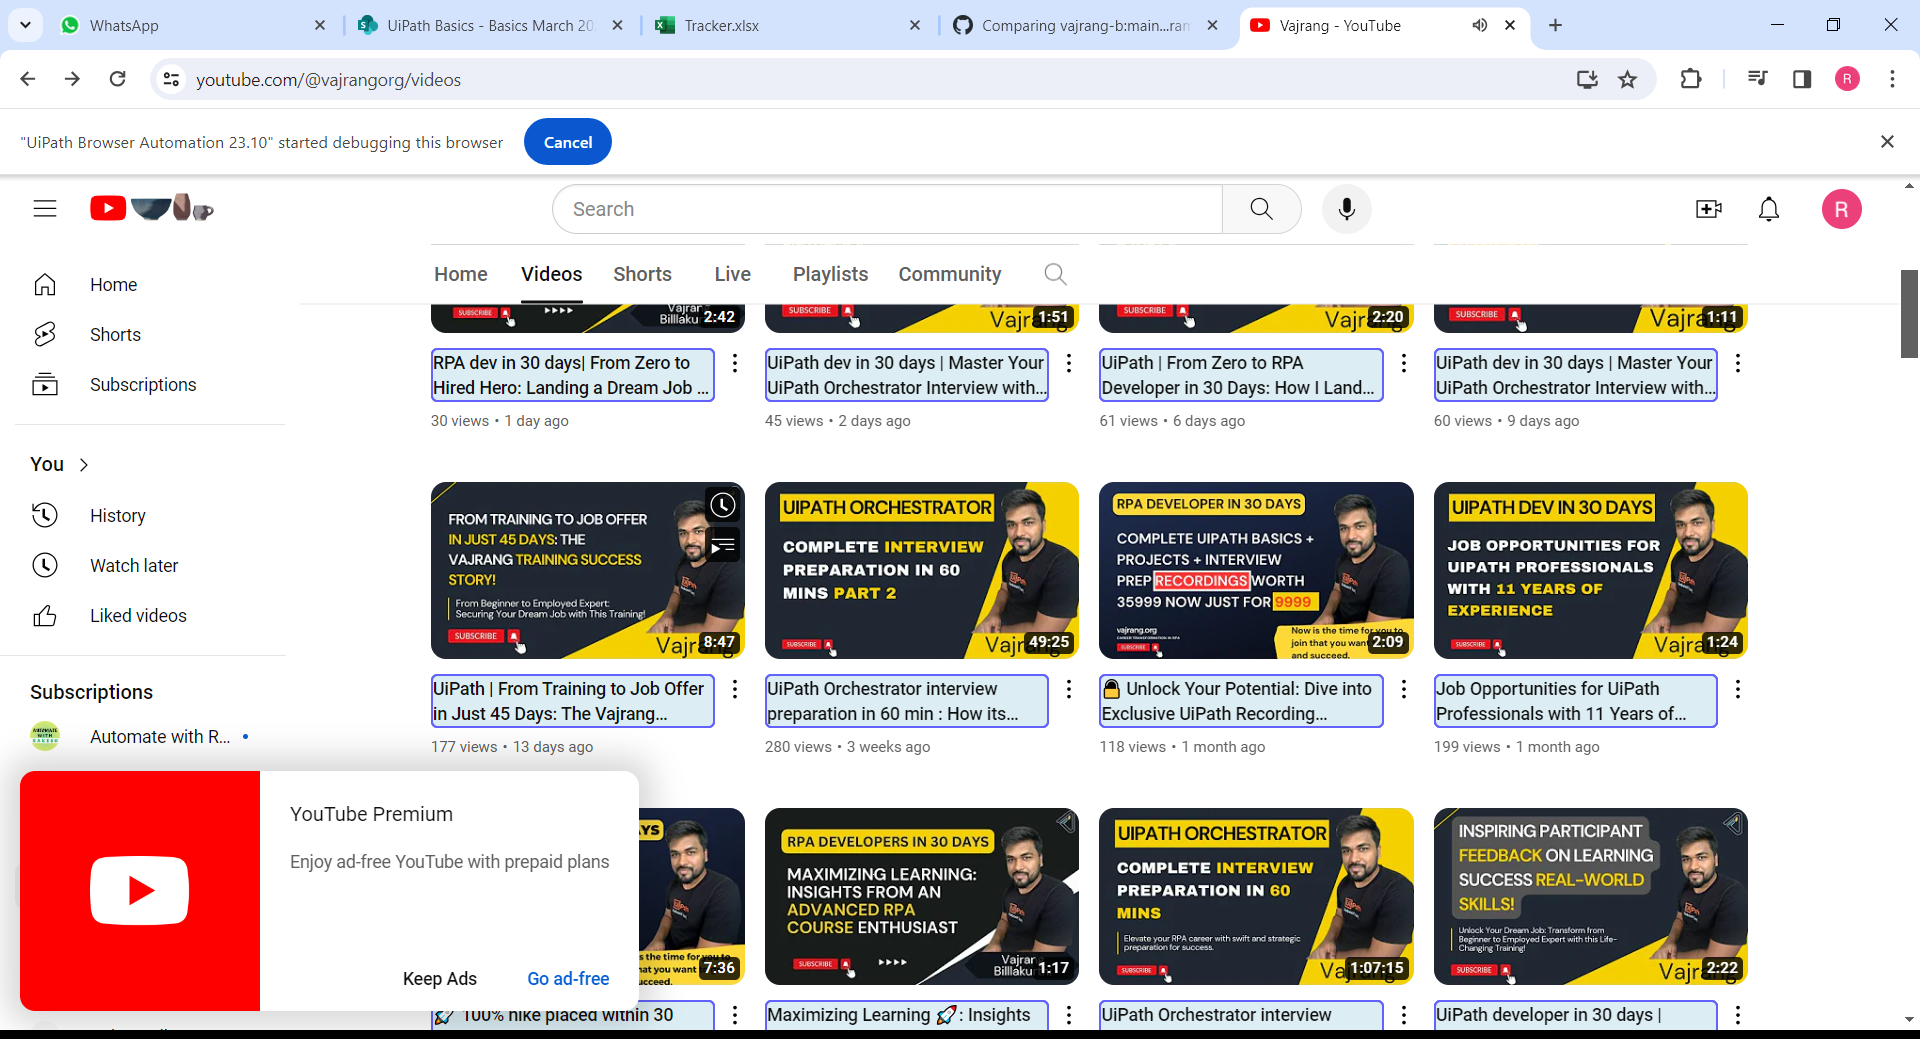 WhatsApp
UiPath Basics - Basics March 20
Tracker.xlsx
Comparing vajrang-b:main...ran
Vajrang - YouTube
youtube.com/@vajrangorg/videos
R
"UiPath Browser Automation 23.10" started debugging this browser
Cancel
Search
R
Home
Shorts
Subscriptions
You
History
Watch later
Liked videos
Subscriptions
Automate with R...
Home Videos Shorts Live Playlists Community
SUBSCRIBE
Vajran
Billlaku
2:42
SUBSCRIBE
Vajrang
1:51
SUBSCRIBE
Vajrang
2:20
SUBSCRIBE
Vajrang
1:11
RPA dev in 30 days| From Zero to
Hired Hero: Landing a Dream Job ...
30 views • 1 day ago
UiPath dev in 30 days | Master Your
UiPath Orchestrator Interview with...
45 views • 2 days ago
UiPath | From Zero to RPA
Developer in 30 Days: How I Land...
61 views • 6 days ago
UiPath dev in 30 days | Master Your
UiPath Orchestrator Interview with...
60 views • 9 days ago
FROM TRAINING TO JOB OFFER
IN JUST 45 DAYS: THE
VAJRANG TRAINING SUCCESS
STORY!
From Beginner to Employed Expert:
Securing Your Dream Job with This Training!
SUBSCRIBE
Vajrang
8:47
UiPath | From Training to Job Offer
in Just 45 Days: The Vajrang...
177 views • 13 days ago
UIPATH ORCHESTRATOR
COMPLETE INTERVIEW
PREPARATION IN 60
MINS PART 2
SUBSCRIBE
Vajrang
49:25
UiPath Orchestrator interview
preparation in 60 min : How its...
280 views • 3 weeks ago
RPA DEVELOPER IN 30 DAYS
COMPLETE UIPATH BASICS +
PROJECTS + INTERVIEW
PREP RECORDINGS WORTH
35999 NOW JUST FOR 9999
vajrang.org
CAREER TRANSFORMATION IN RPA
SUBSCRIBE
Now is the time for you to
join that you want
and succeed.
2:09
🔒 Unlock Your Potential: Dive into
Exclusive UiPath Recording...
118 views • 1 month ago
UIPATH DEV IN 30 DAYS
JOB OPPORTUNITIES FOR
UIPATH PROFESSIONALS
WITH 11 YEARS OF
EXPERIENCE
SUBSCRIBE
Vajrang
1:24
Job Opportunities for UiPath
Professionals with 11 Years of...
199 views • 1 month ago
YouTube Premium
Enjoy ad-free YouTube with prepaid plans
Keep Ads
Go ad-free
YS
s the time for you to
hat you want
cceed.
7:36
🚀 100% hike placed within 30
RPA DEVELOPERS IN 30 DAYS
MAXIMIZING LEARNING:
INSIGHTS FROM AN
ADVANCED RPA
COURSE ENTHUSIAST
SUBSCRIBE
Vajran
Billlaku
1:17
Maximizing Learning 🚀: Insights
UIPATH ORCHESTRATOR
COMPLETE INTERVIEW
PREPARATION IN 60
MINS
Elevate your RPA career with swift and strategic
preparation for success.
SUBSCRIBE
Va
1:07:15
UiPath Orchestrator interview
INSPIRING PARTICIPANT
FEEDBACK ON LEARNING
SUCCESS REAL-WORLD
SKILLS!
Unlock Your Dream Job: Transform from
Beginner to Employed Expert with this Life-
Changing Training!
SUBSCRIBE
Vajrang
2:22
UiPath developer in 30 days |